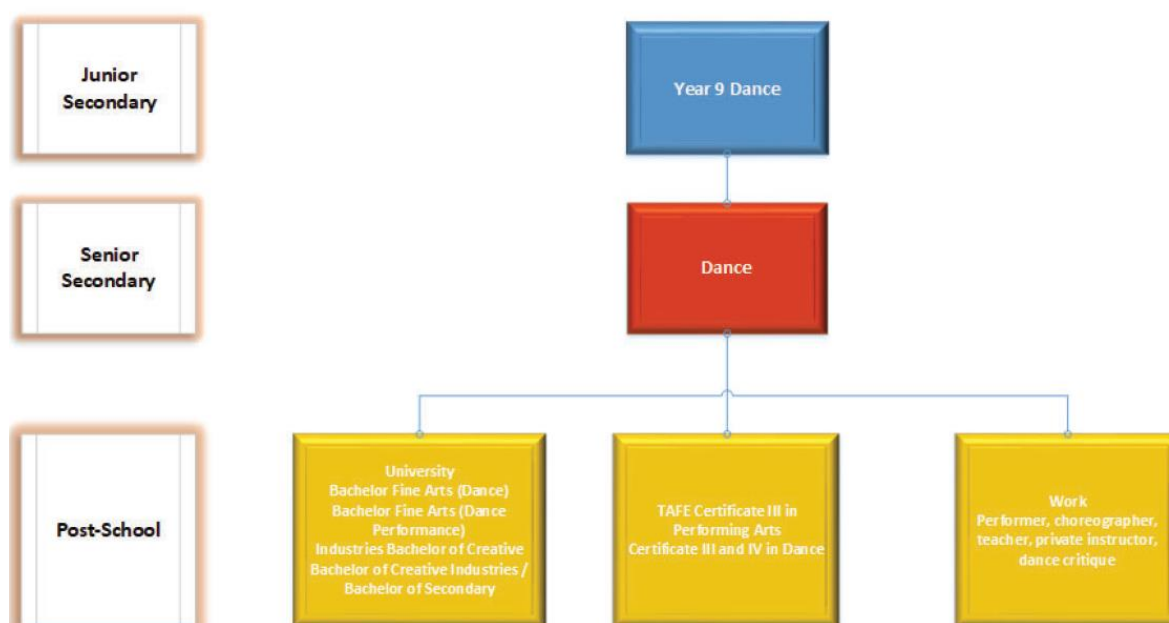 Junior
Secondary
Year 9 Dance
Senior
Secondary
Dance
Post-School
University
Bachelor Fine Arts (Dance)
Bachelor Fine Arts (Dance
Performance)
Industries Bachelor of Creative
Bachelor of Creative Industries /
Bachelor of Secondary
TAFE Certificate III in
Performing Arts
Certificate III and IV in Dance
Work
Performer, choreographer,
teacher, private instructor,
dance critique